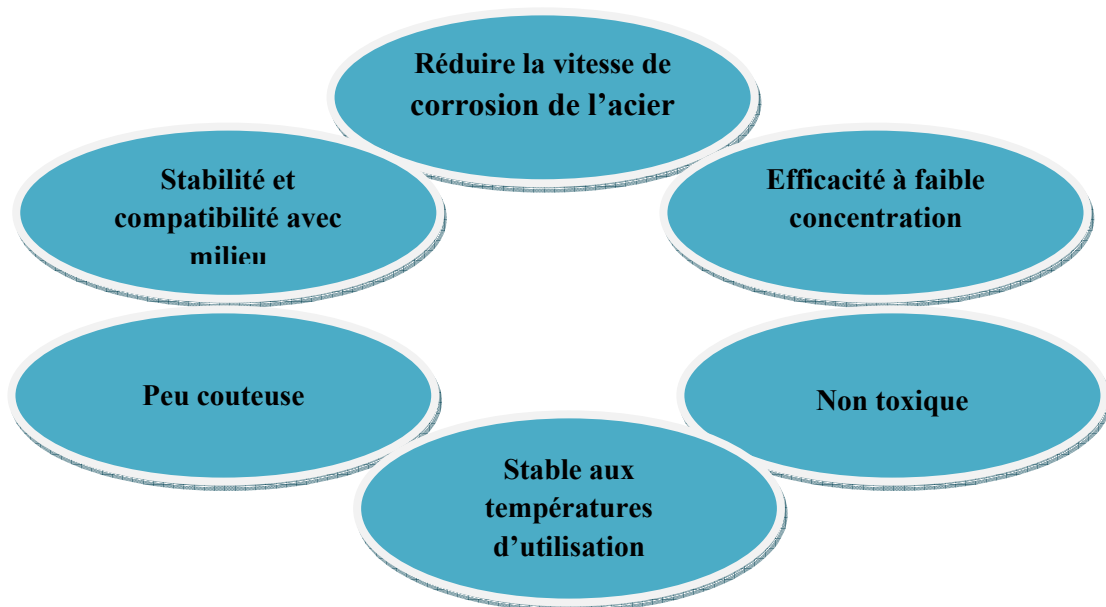 Réduire la vitesse de
corrosion de l’acier
Stabilité et
compatibilité avec
milieu
Efficacité à faible
concentration
Peu couteuse
Non toxique
Stable aux
températures
d’utilisation